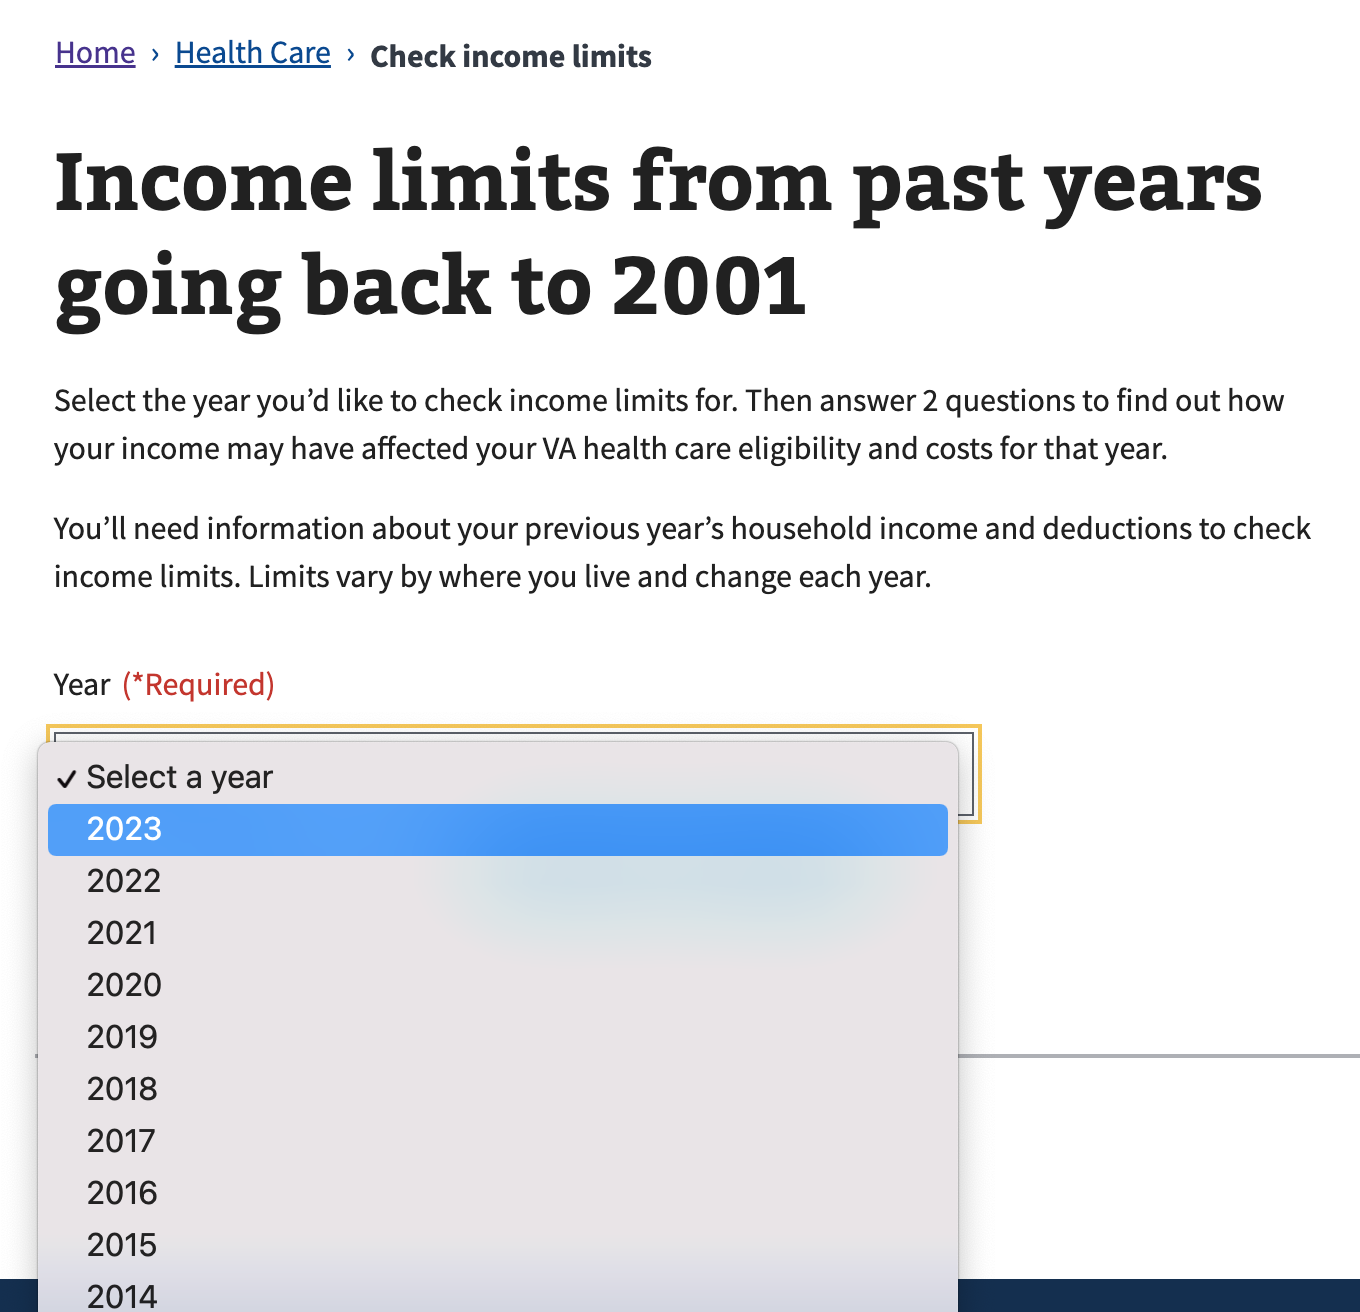 Home › Health Care › Check income limits
Income limits from past years
going back to 2001
Select the year you’d like to check income limits for. Then answer 2 questions to find out how
your income may have affected your VA health care eligibility and costs for that year.
You’ll need information about your previous year’s household income and deductions to check
income limits. Limits vary by where you live and change each year.
Year (*Required)
✓ Select a year
2023
2022
2021
2020
2019
2018
2017
2016
2015
2014